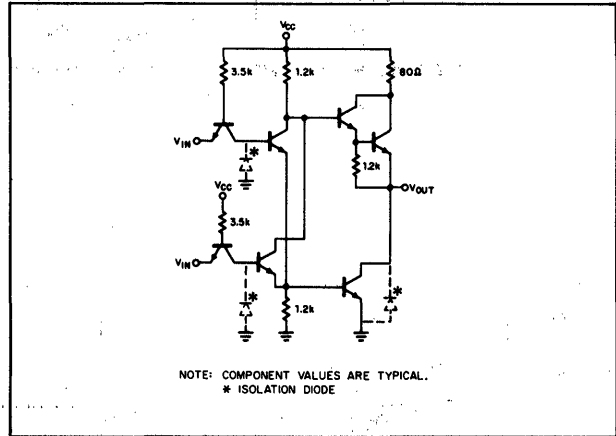 VCC
3.5k
1.2k
80Ω
VIN
*
1.2k
VOUT
VCC
3.5k
VIN
*
1.2k
*
NOTE: COMPONENT VALUES ARE TYPICAL.
* ISOLATION DIODE